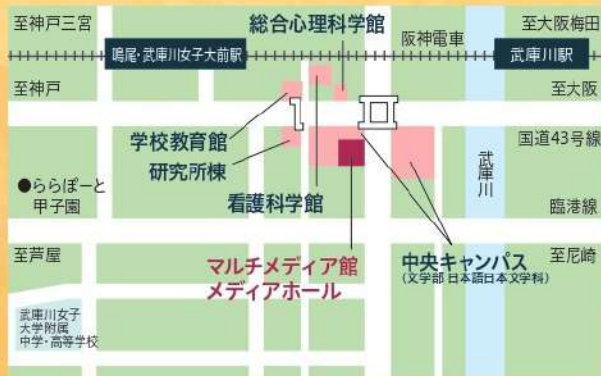 至神戸三宮
総合心理科学館
阪神電車
至大阪梅田
鳴尾・武庫川女子大前駅
武庫川駅
至神戸
至大阪
学校教育館
国道43号線
研究所棟
武庫川
●ららぽーと
甲子園
看護科学館
臨港線
至芦屋
マルチメディア館
メディアホール
中央キャンパス
(文学部 日本語日本文学科)
至尼崎
武庫川女子
大学附属
中学・高等学校